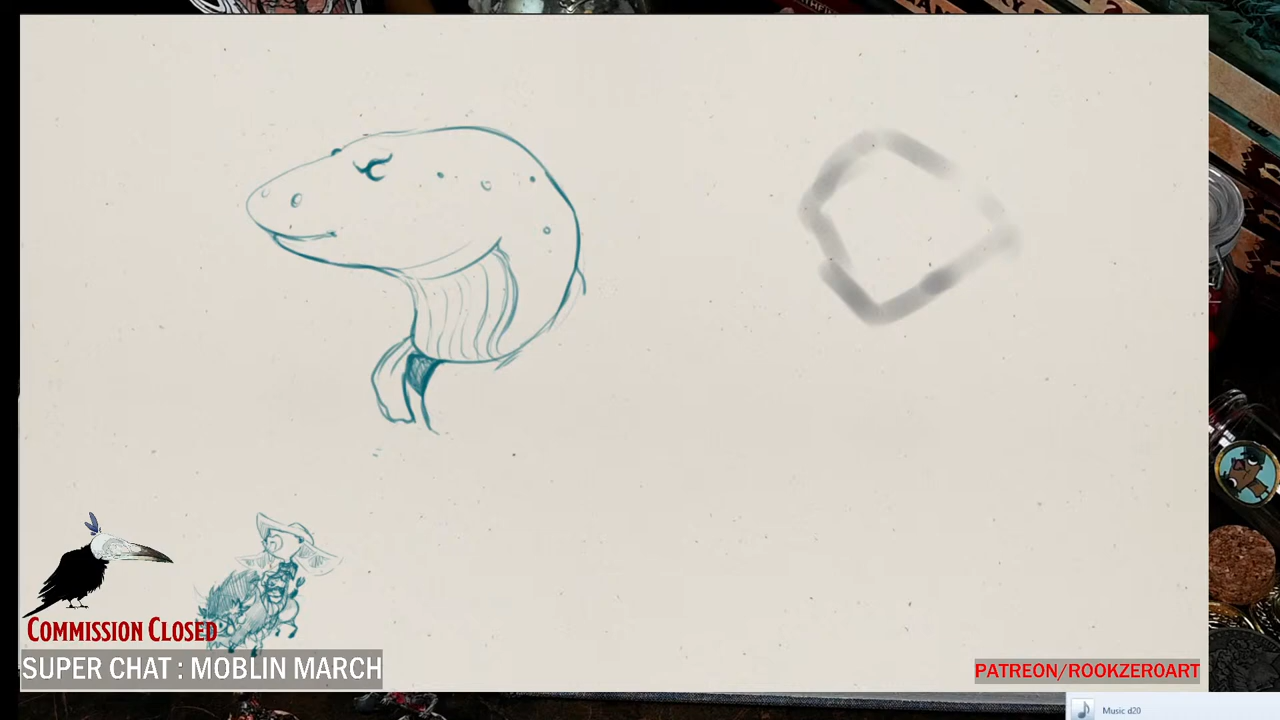 COMMISSION CLOSED
SUPER CHAT : MOBLIN MARCH
PATREON/ROOKZEROART
Music d20